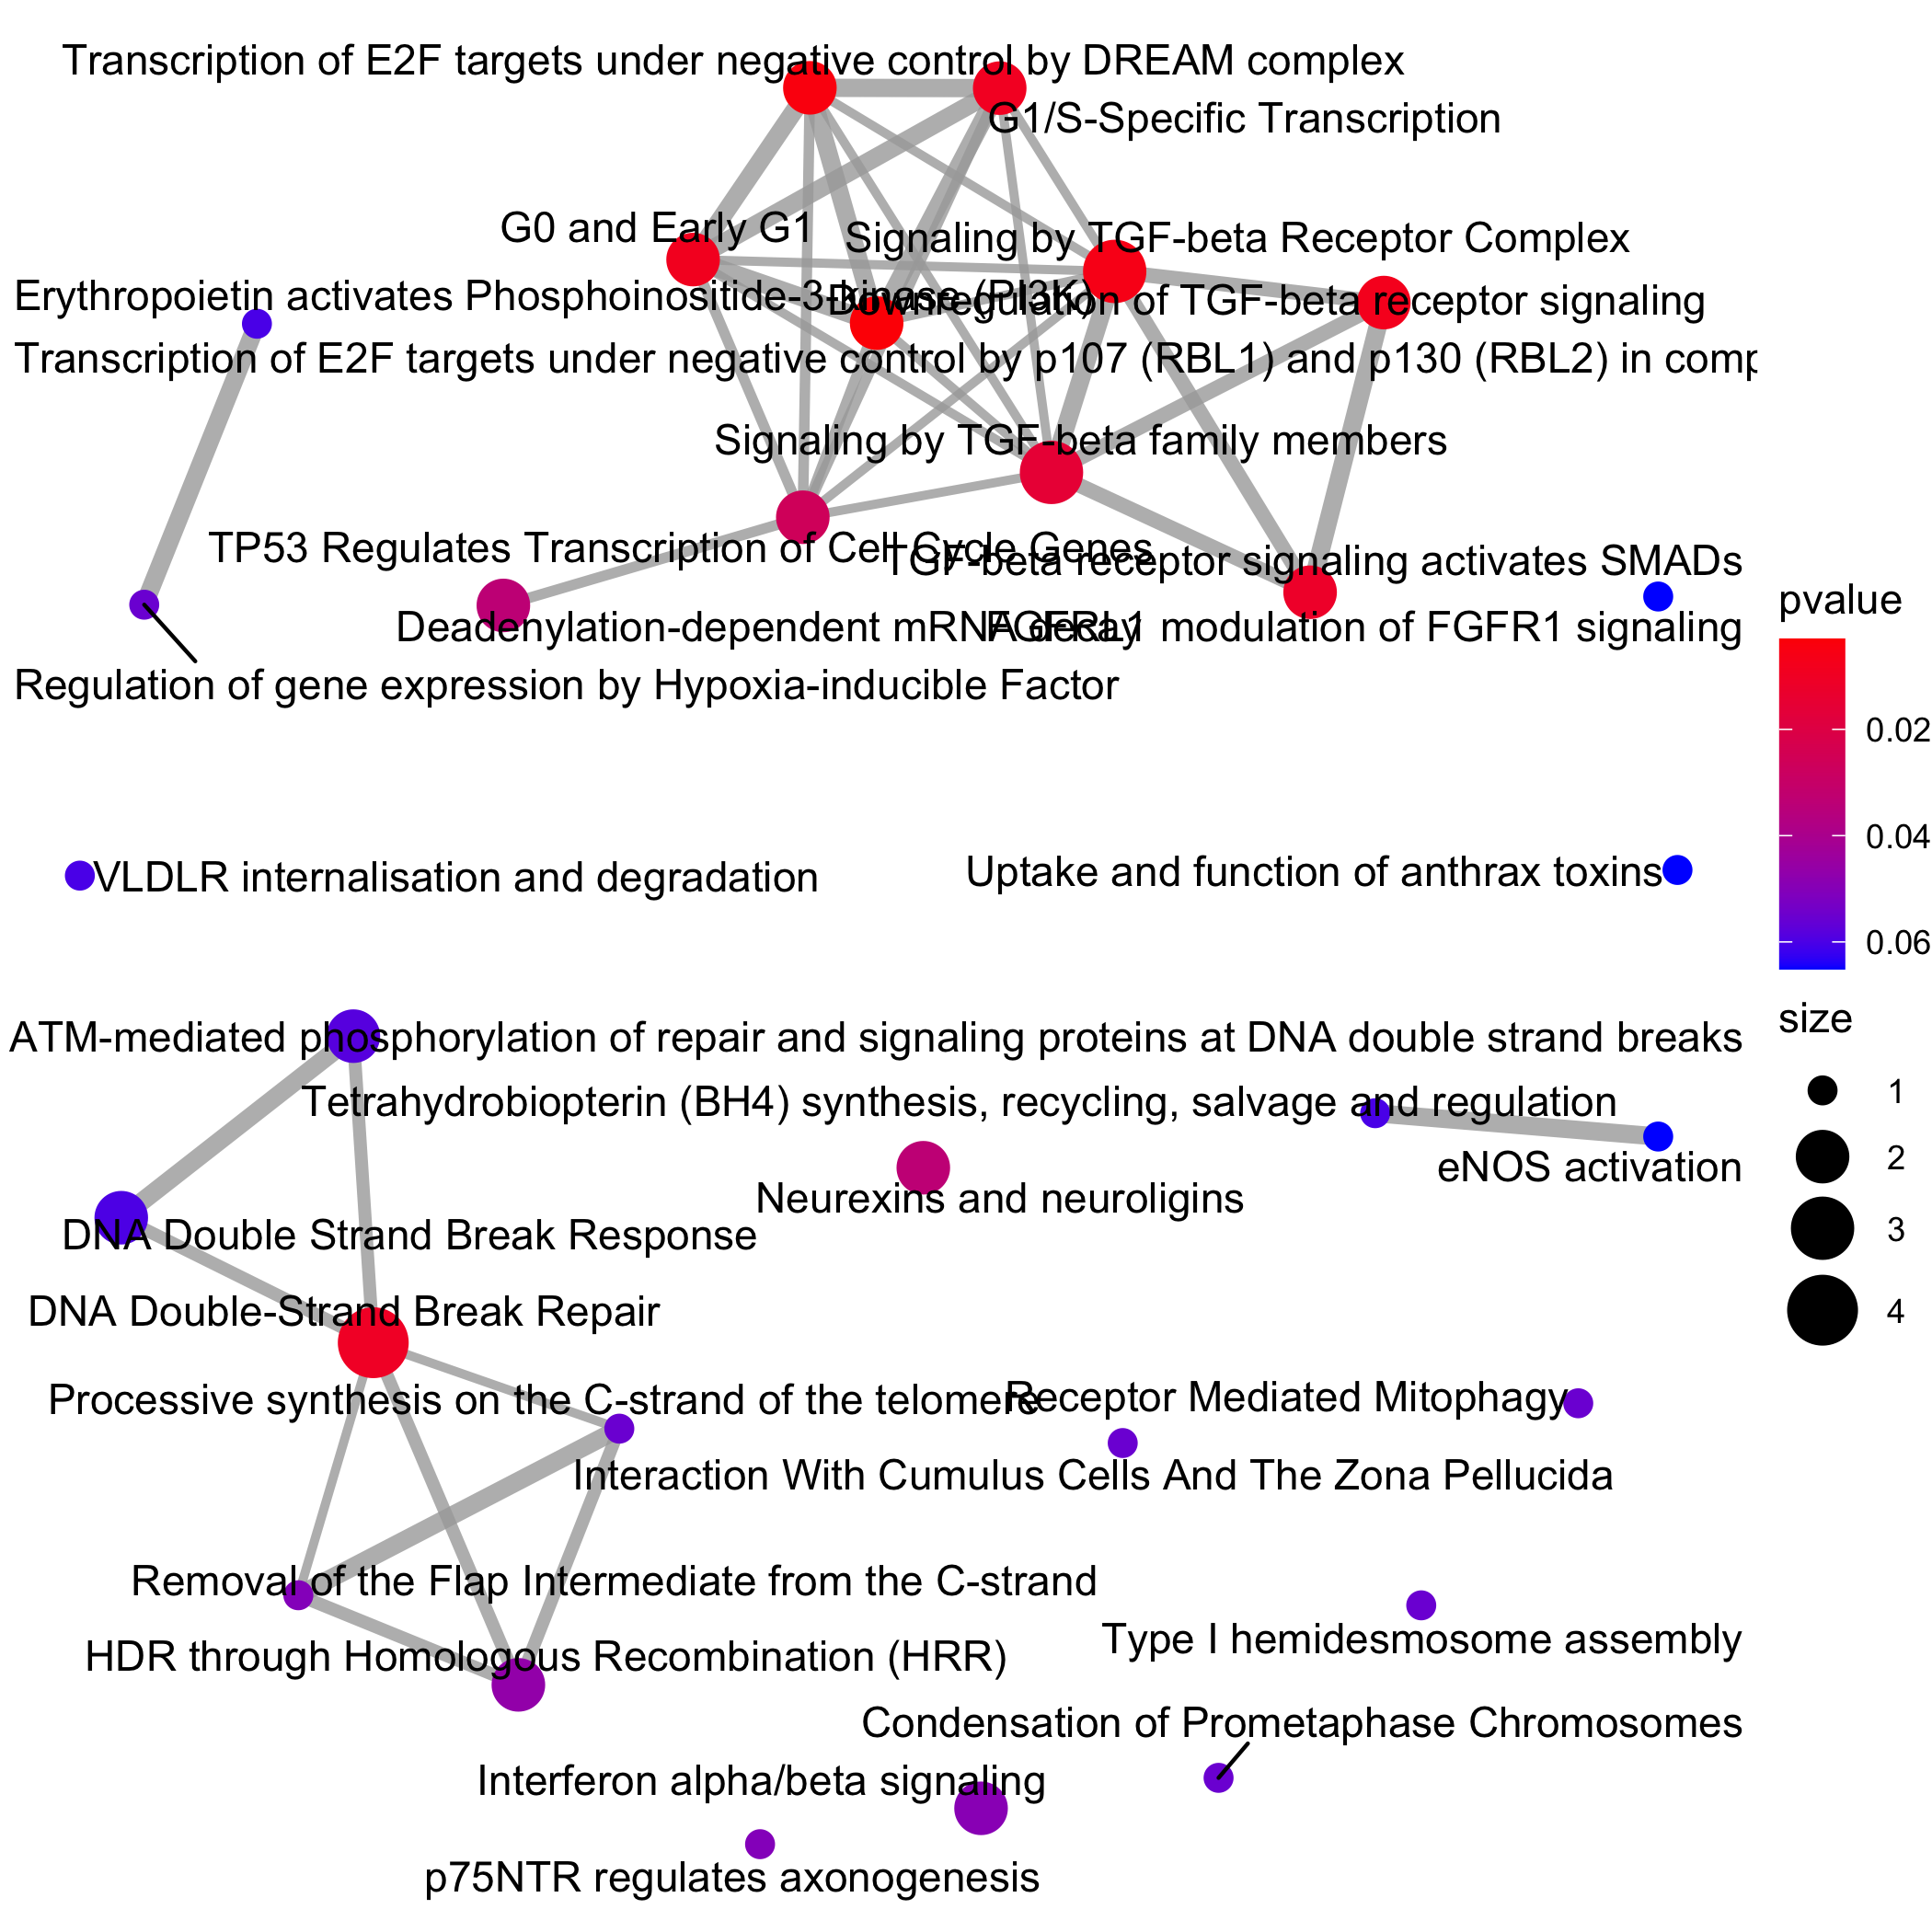 Transcription of E2F targets under negative control by DREAM complex
G1/S-Specific Transcription
G0 and Early G1
Signaling by TGF-beta Receptor Complex
Erythropoietin activates Phosphoinositide-3-kinase (PI3K)
Downregulation of TGF-beta receptor signaling
Transcription of E2F targets under negative control by p107 (RBL1) and p130 (RBL2) in comp
Signaling by TGF-beta family members
TP53 Regulates Transcription of Cell Cycle Genes
TGF-beta receptor signaling activates SMADs
Deadenylation-dependent mRNA decay
FGFRL1 modulation of FGFR1 signaling
Regulation of gene expression by Hypoxia-inducible Factor
pvalue
0.02
0.04
0.06
VLDLR internalisation and degradation
Uptake and function of anthrax toxins
size
1
2
3
4
ATM-mediated phosphorylation of repair and signaling proteins at DNA double strand breaks
Tetrahydrobiopterin (BH4) synthesis, recycling, salvage and regulation
eNOS activation
Neurexins and neuroligins
DNA Double Strand Break Response
DNA Double-Strand Break Repair
Processive synthesis on the C-strand of the telomere
Receptor Mediated Mitophagy
Interaction With Cumulus Cells And The Zona Pellucida
Removal of the Flap Intermediate from the C-strand
Type I hemidesmosome assembly
HDR through Homologous Recombination (HRR)
Condensation of Prometaphase Chromosomes
Interferon alpha/beta signaling
p75NTR regulates axonogenesis